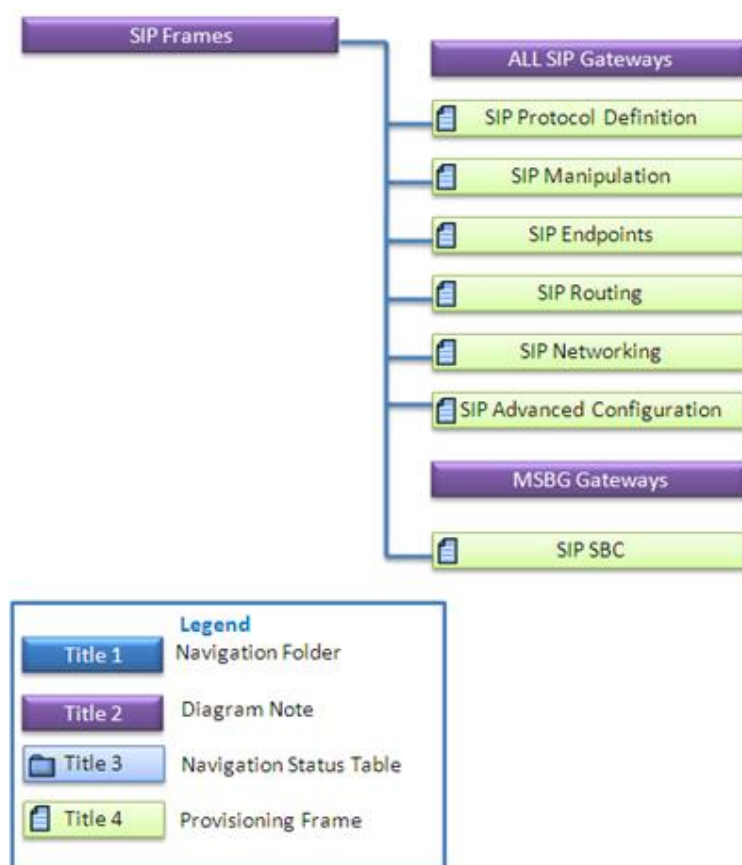 SIP Frames
ALL SIP Gateways
SIP Protocol Definition
SIP Manipulation
SIP Endpoints
SIP Routing
SIP Networking
SIP Advanced Configuration
MSBG Gateways
SIP SBC
Legend
Title 1 Navigation Folder
Title 2 Diagram Note
Title 3 Navigation Status Table
Title 4 Provisioning Frame